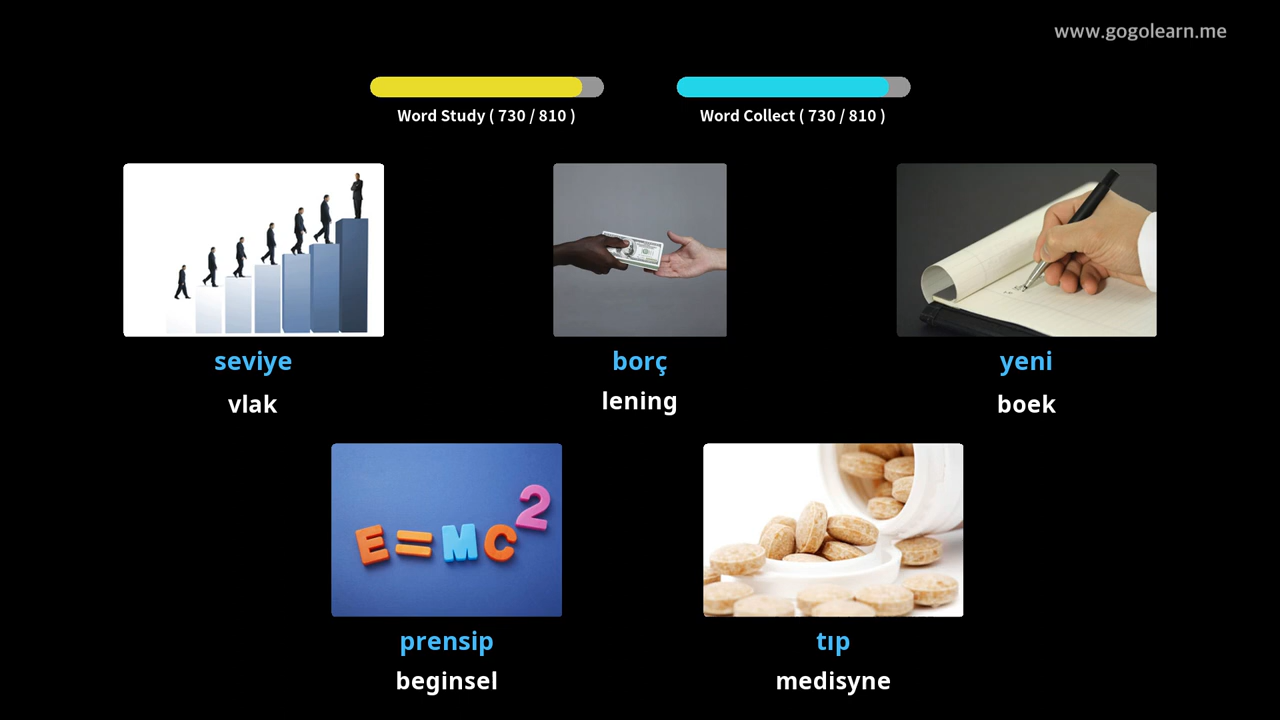 www.gogolearn.me
Word Study ( 730 / 810 )
Word Collect ( 730 / 810 )
seviye
vlak
borç
lening
yeni
boek
E=MC2
prensip
beginsel
tıp
medisyne